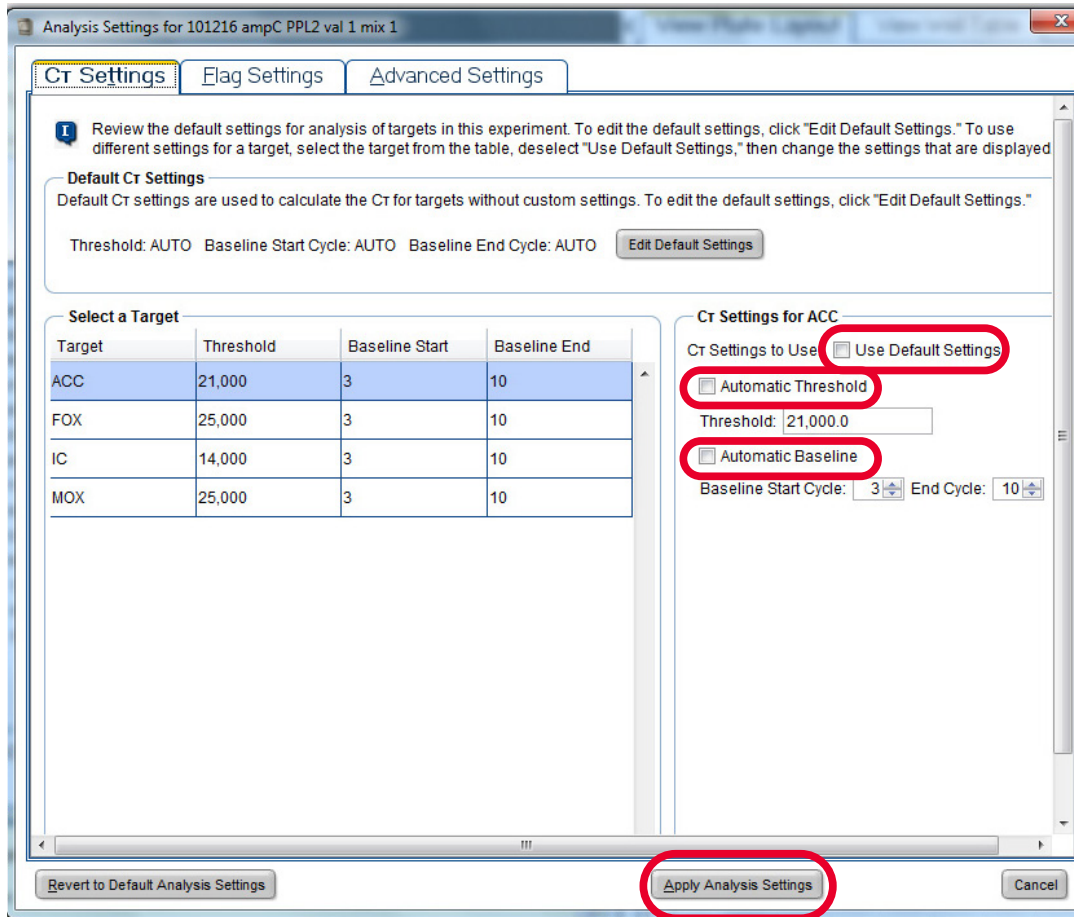 Analysis Settings for 101216 ampC PPL2 val 1 mix 1
Cᴛ Settings Flag Settings Advanced Settings
Review the default settings for analysis of targets in this experiment. To edit the default settings, click "Edit Default Settings." To use
different settings for a target, select the target from the table, deselect "Use Default Settings," then change the settings that are displayed
Default Cᴛ Settings
Default Cᴛ settings are used to calculate the Cᴛ for targets without custom settings. To edit the default settings, click "Edit Default Settings."
Threshold: AUTO Baseline Start Cycle: AUTO Baseline End Cycle: AUTO Edit Default Settings
Select a Target
Target Threshold Baseline Start Baseline End
ACC 21,000 3 10
FOX 25,000 3 10
IC 14,000 3 10
MOX 25,000 3 10
Cᴛ Settings for ACC
Cᴛ Settings to Use Use Default Settings
Automatic Threshold
Threshold: 21,000.0
Automatic Baseline
Baseline Start Cycle: 3 End Cycle: 10
Revert to Default Analysis Settings Apply Analysis Settings Cancel